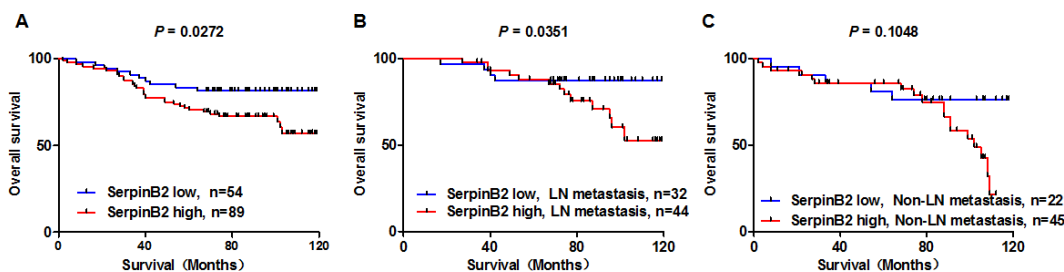 A
P = 0.0272
Overall survival
100
50
0
SerpinB2 low, n=54
SerpinB2 high, n=89
0 40 80 120
Survival（Months）
B
P = 0.0351
Overall survival
100
50
0
SerpinB2 low, LN metastasis, n=32
SerpinB2 high, LN metastasis, n=44
0 40 80 120
Survival (Months）
C
P = 0.1048
Overall survival
100
50
0
SerpinB2 low, Non-LN metastasis, n=22
SerpinB2 high, Non-LN metastasis, n=45
0 40 80 120
Survival（Months）